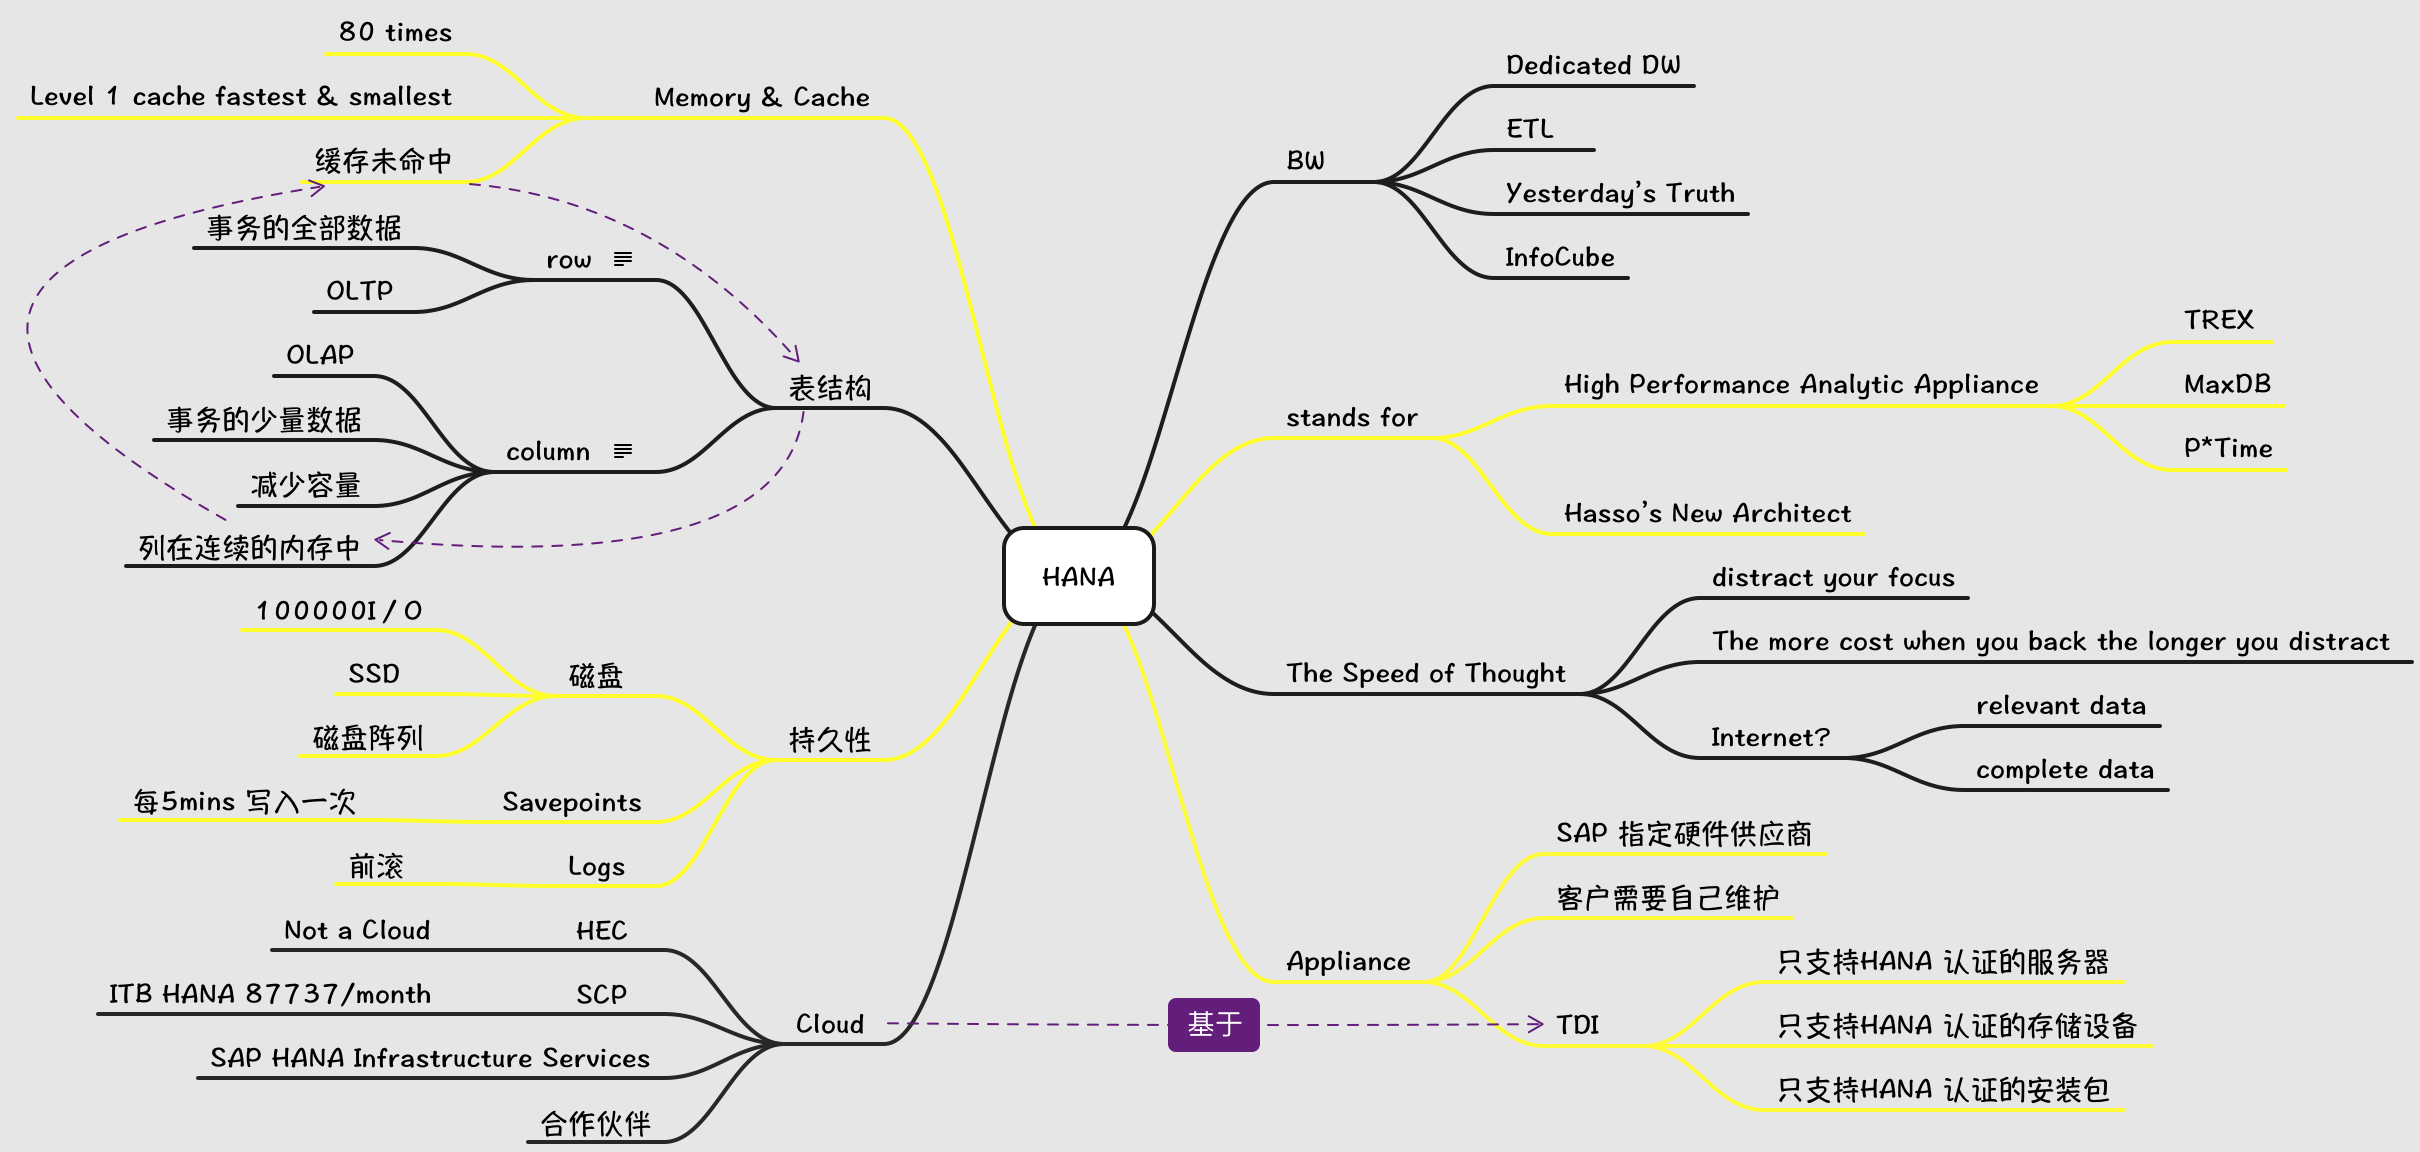 HANA
Memory & Cache
80 times
Level 1 cache fastest & smallest
缓存未命中
表结构
row
事务的全部数据
OLTP
column
OLAP
事务的少量数据
减少容量
列在连续的内存中
持久性
磁盘
100000I/O
SSD
磁盘阵列
Savepoints
每5mins 写入一次
Logs
前滚
Cloud
HEC
Not a Cloud
SCP
1TB HANA 87737/month
SAP HANA Infrastructure Services
合作伙伴
基于
BW
Dedicated DW
ETL
Yesterday's Truth
InfoCube
stands for
High Performance Analytic Appliance
TREX
MaxDB
P*Time
Hasso's New Architect
The Speed of Thought
distract your focus
The more cost when you back the longer you distract
Internet?
relevant data
complete data
Appliance
SAP 指定硬件供应商
客户需要自己维护
TDI
只支持HANA 认证的服务器
只支持HANA 认证的存储设备
只支持HANA 认证的安装包